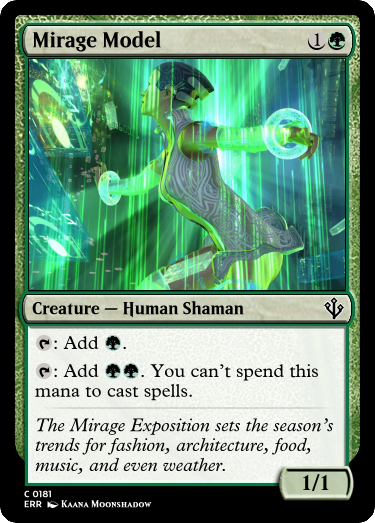 Mirage Model 1
Creature — Human Shaman
: Add .
: Add . You can't spend this
mana to cast spells.
The Mirage Exposition sets the season's
trends for fashion, architecture, food,
music, and even weather.
1/1
C 0181
ERR Kaana Moonshadow